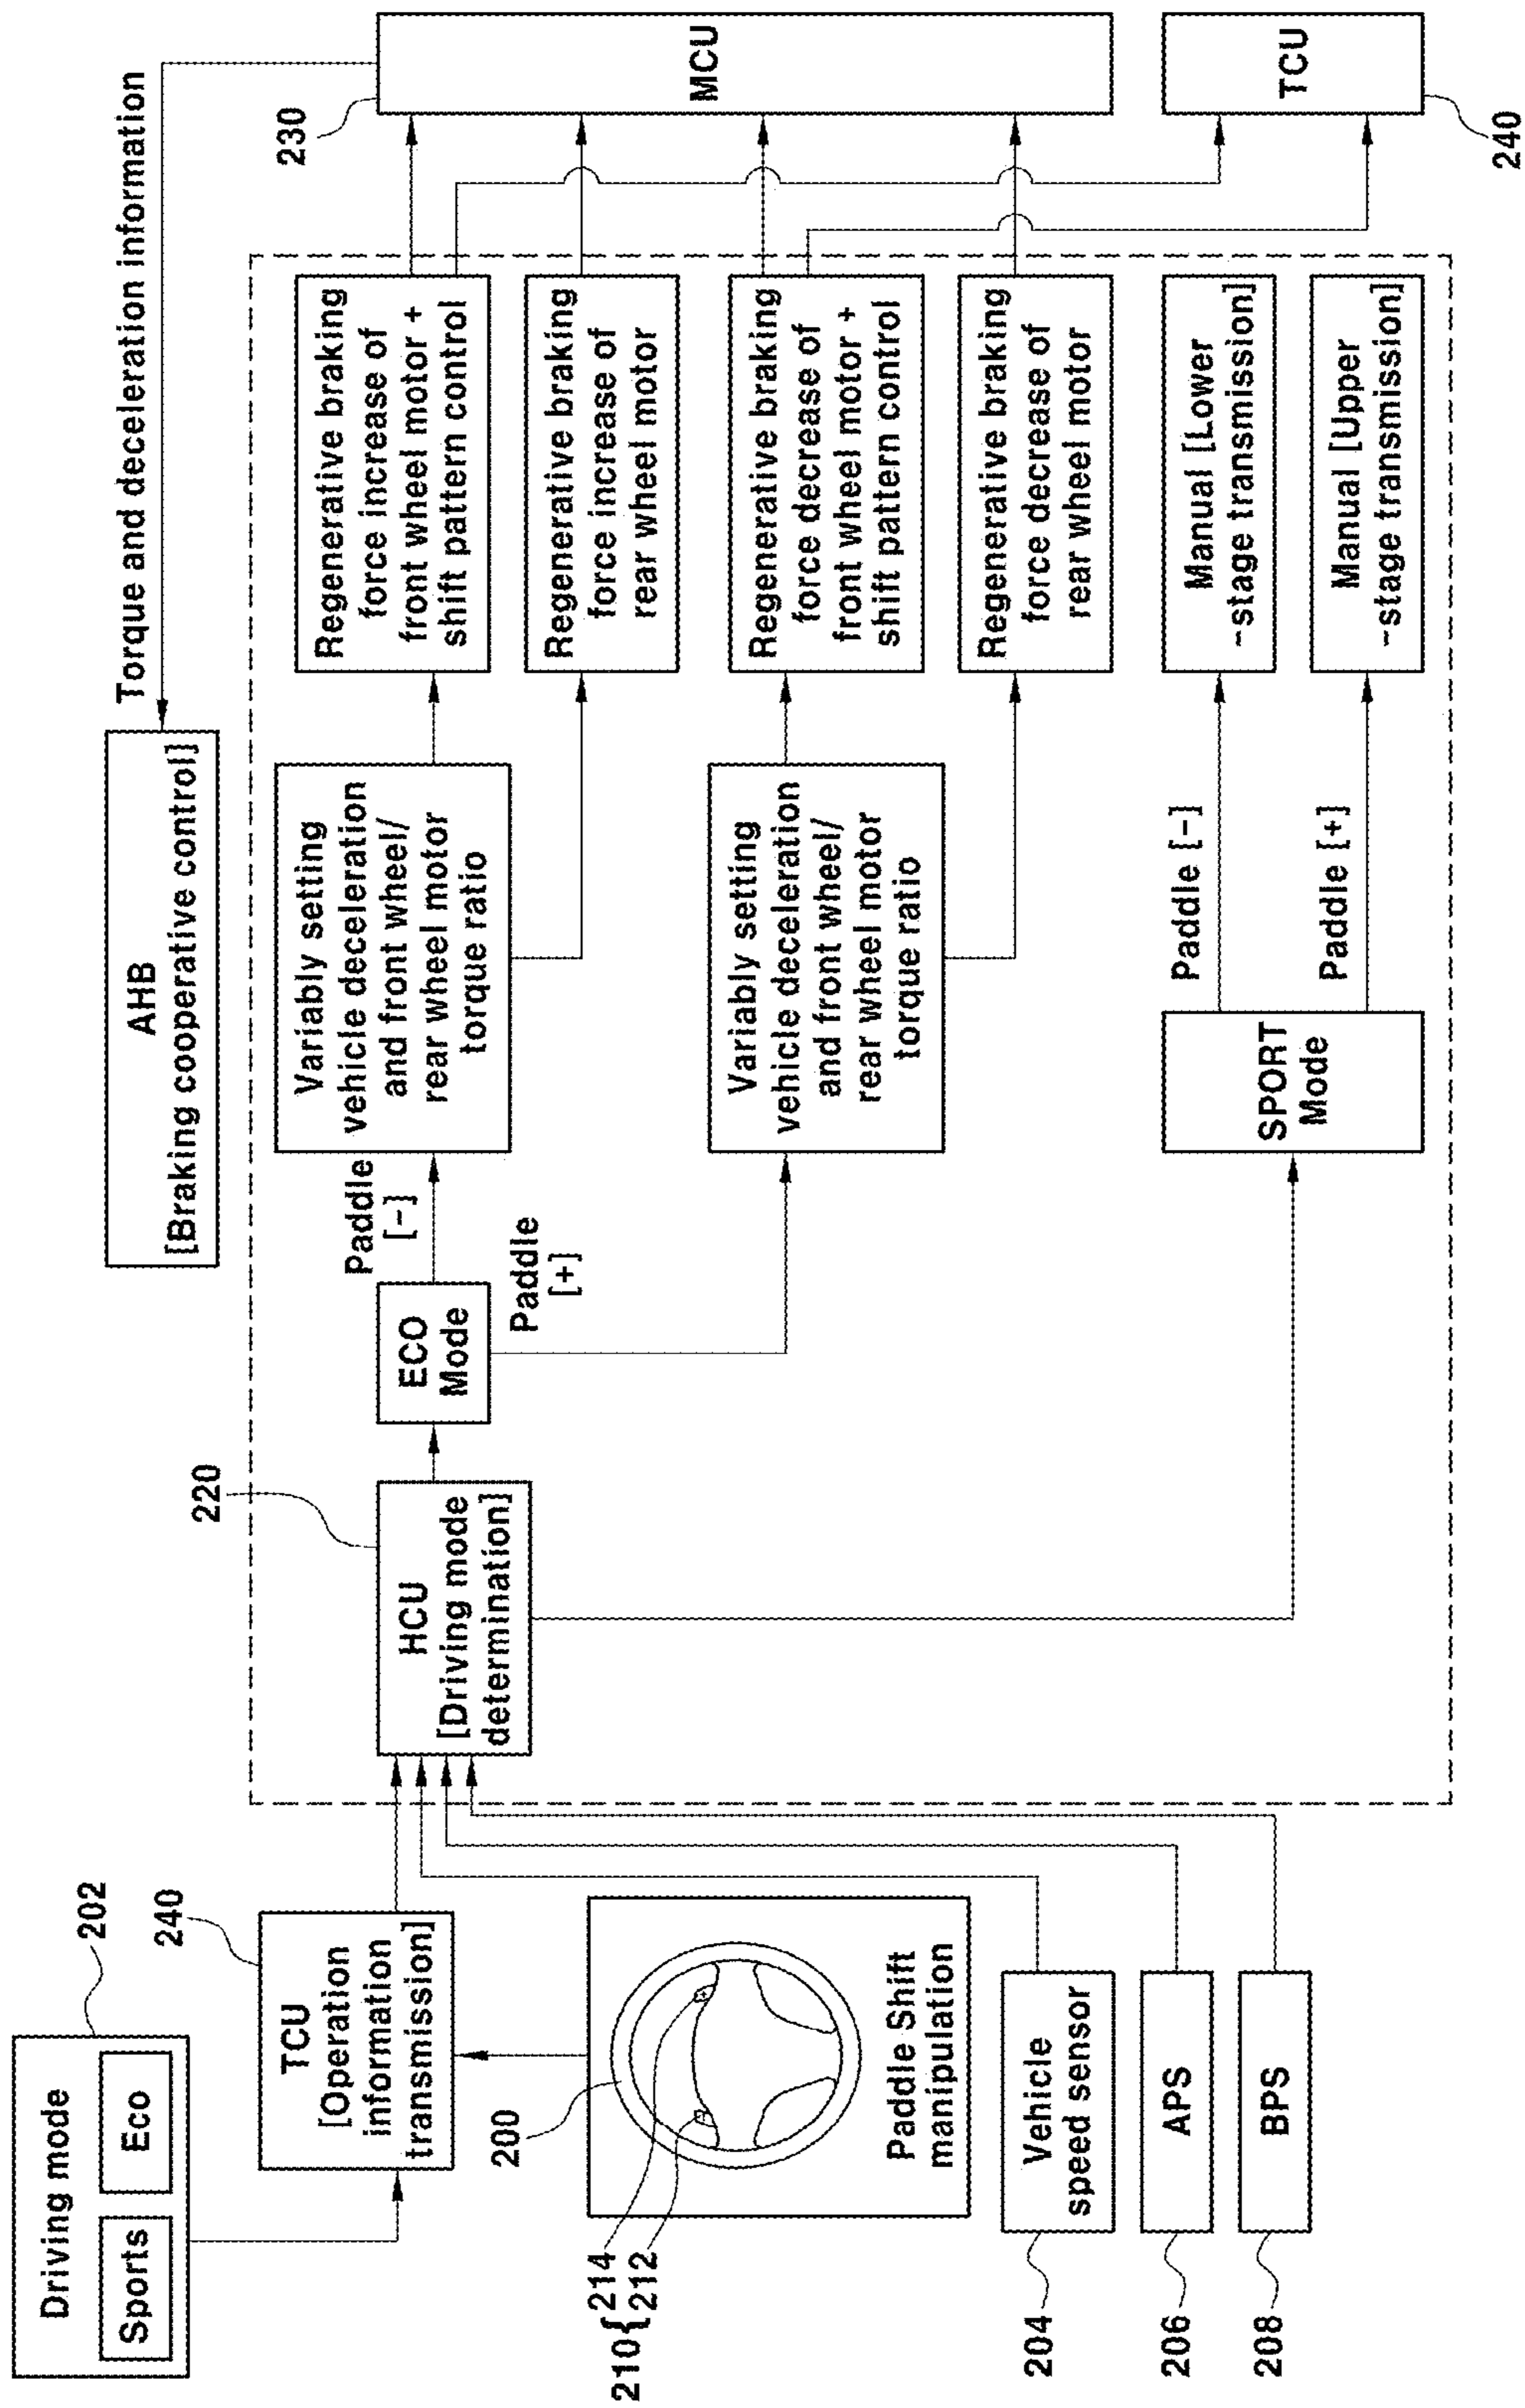 Driving mode
Sports
Eco
202
TCU
[Operation
information
transmission]
240
200
210{
214
212
Paddle Shift
manipulation
Vehicle
speed sensor
204
APS
206
BPS
208
HCU
[Driving mode
determination]
220
ECO
Mode
Paddle
[-]
Paddle
[+]
AHB
[Braking cooperative control]
Torque and deceleration information
Variably setting
vehicle deceleration
and front wheel/
rear wheel motor
torque ratio
Variably setting
vehicle deceleration
and front wheel/
rear wheel motor
torque ratio
SPORT
Mode
Paddle [-]
Paddle [+]
Regenerative braking
force increase of
front wheel motor +
shift pattern control
Regenerative braking
force increase of
rear wheel motor
Regenerative braking
force decrease of
front wheel motor +
shift pattern control
Regenerative braking
force decrease of
rear wheel motor
Manual [Lower
-stage transmission]
Manual [Upper
-stage transmission]
230
MCU
TCU
240